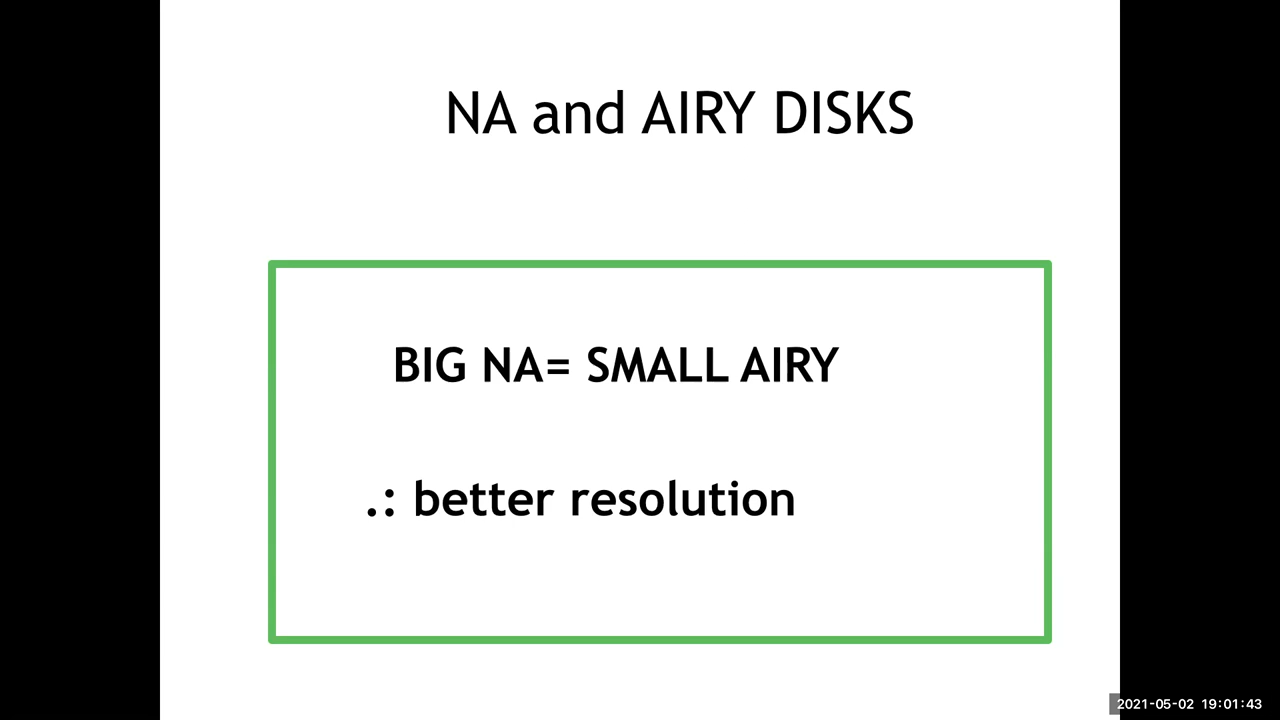 NA and AIRY DISKS
BIG NA= SMALL AIRY
.: better resolution
2021-05-02 19:01:43